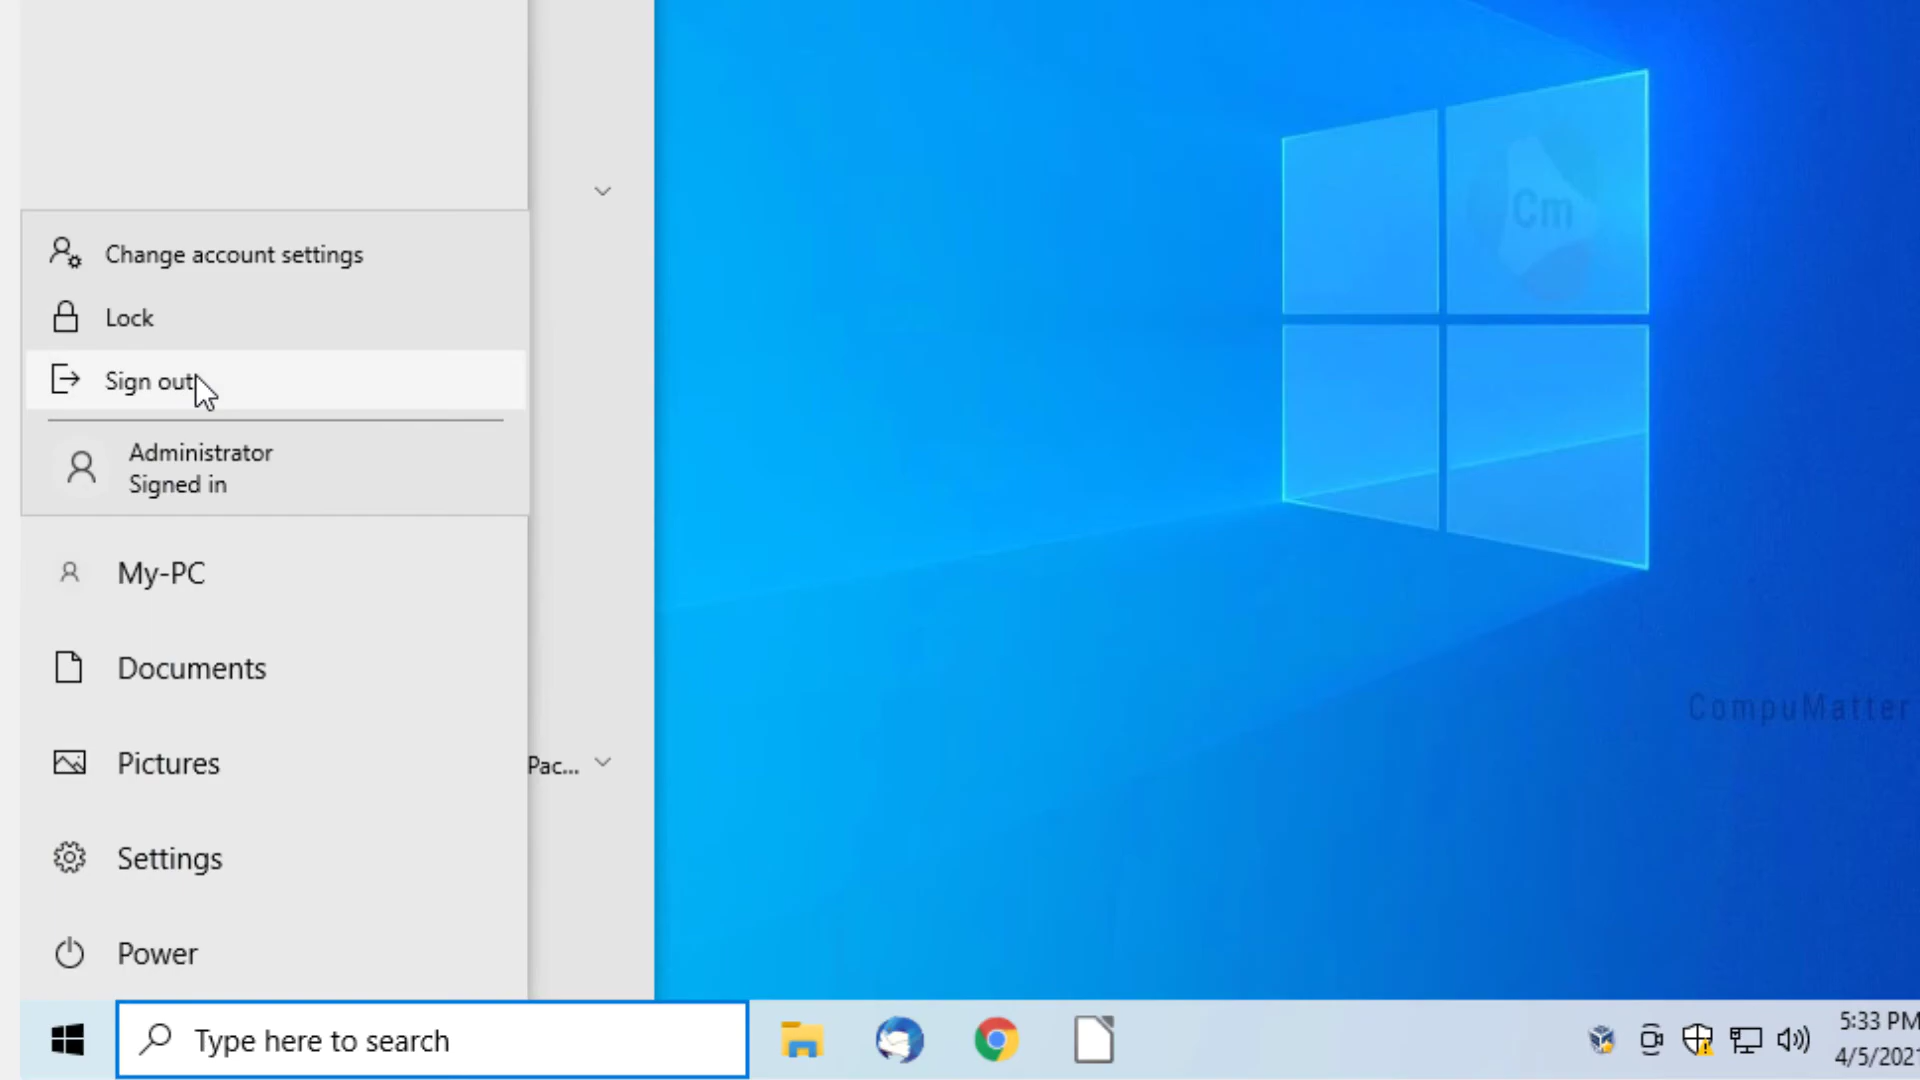 Change account settings
Lock
Sign out
Administrator
Signed in
My-PC
Documents
Pictures
Pac...
Settings
Power
Type here to search
Cm
CompuMatter
5:33 PM
4/5/2021